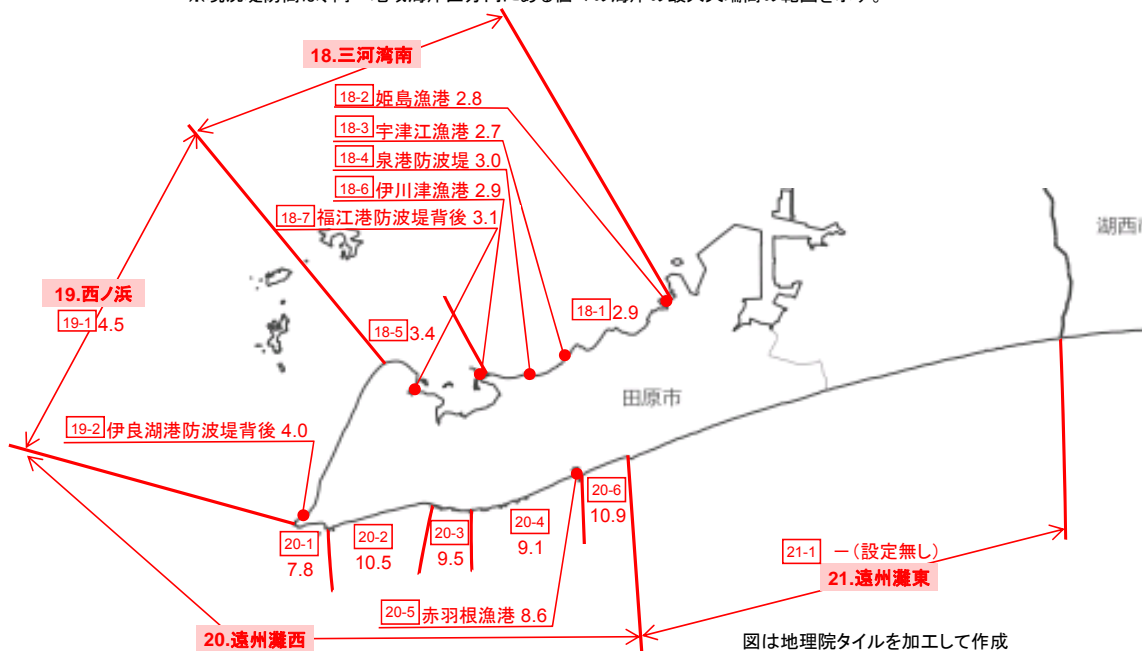 18.三河湾南
18-2 姫島漁港 2.8
18-3 宇津江漁港 2.7
18-4 泉港防波堤 3.0
18-6 伊川津漁港 2.9
18-7 福江港防波堤背後 3.1
湖西
19.西ノ浜
19-1 4.5
18-1 2.9
18-5 3.4
田原市
19-2 伊良湖港防波堤背後 4.0
20-1
7.8
20-2
10.5
20-3
9.5
20-4
9.1
20-6
10.9
21-1 －(設定無し)
21.遠州灘東
20-5 赤羽根漁港 8.6
20.遠州灘西
図は地理院タイルを加工して作成